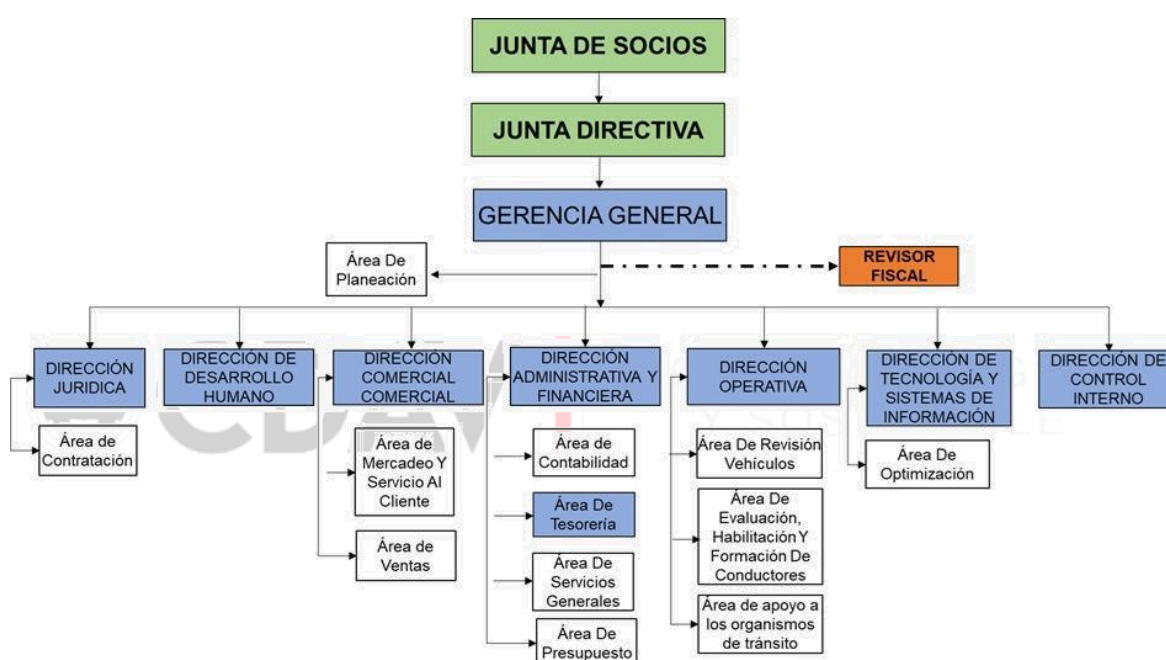 JUNTA DE SOCIOS
JUNTA DIRECTIVA
GERENCIA GENERAL
Área De
Planeación
REVISOR
FISCAL
DIRECCIÓN
JURIDICA
DIRECCIÓN DE
DESARROLLO
HUMANO
DIRECCIÓN
COMERCIAL
COMERCIAL
DIRECCIÓN
ADMINISTRATIVA Y
FINANCIERA
DIRECCIÓN
OPERATIVA
DIRECCIÓN DE
TECNOLOGÍA Y
SISTEMAS DE
INFORMACIÓN
DIRECCIÓN DE
CONTROL
INTERNO
Área de
Contratación
Área de
Mercadeo Y
Servicio Al
Cliente
Área de
Ventas
Área de
Contabilidad
Área De
Tesorería
Área De
Servicios
Generales
Área De
Presupuesto
Área De Revisión
Vehículos
Área De
Evaluación,
Habilitación Y
Formación De
Conductores
Área de apoyo a
los organismos
de tránsito
Área De
Optimización
CDAV